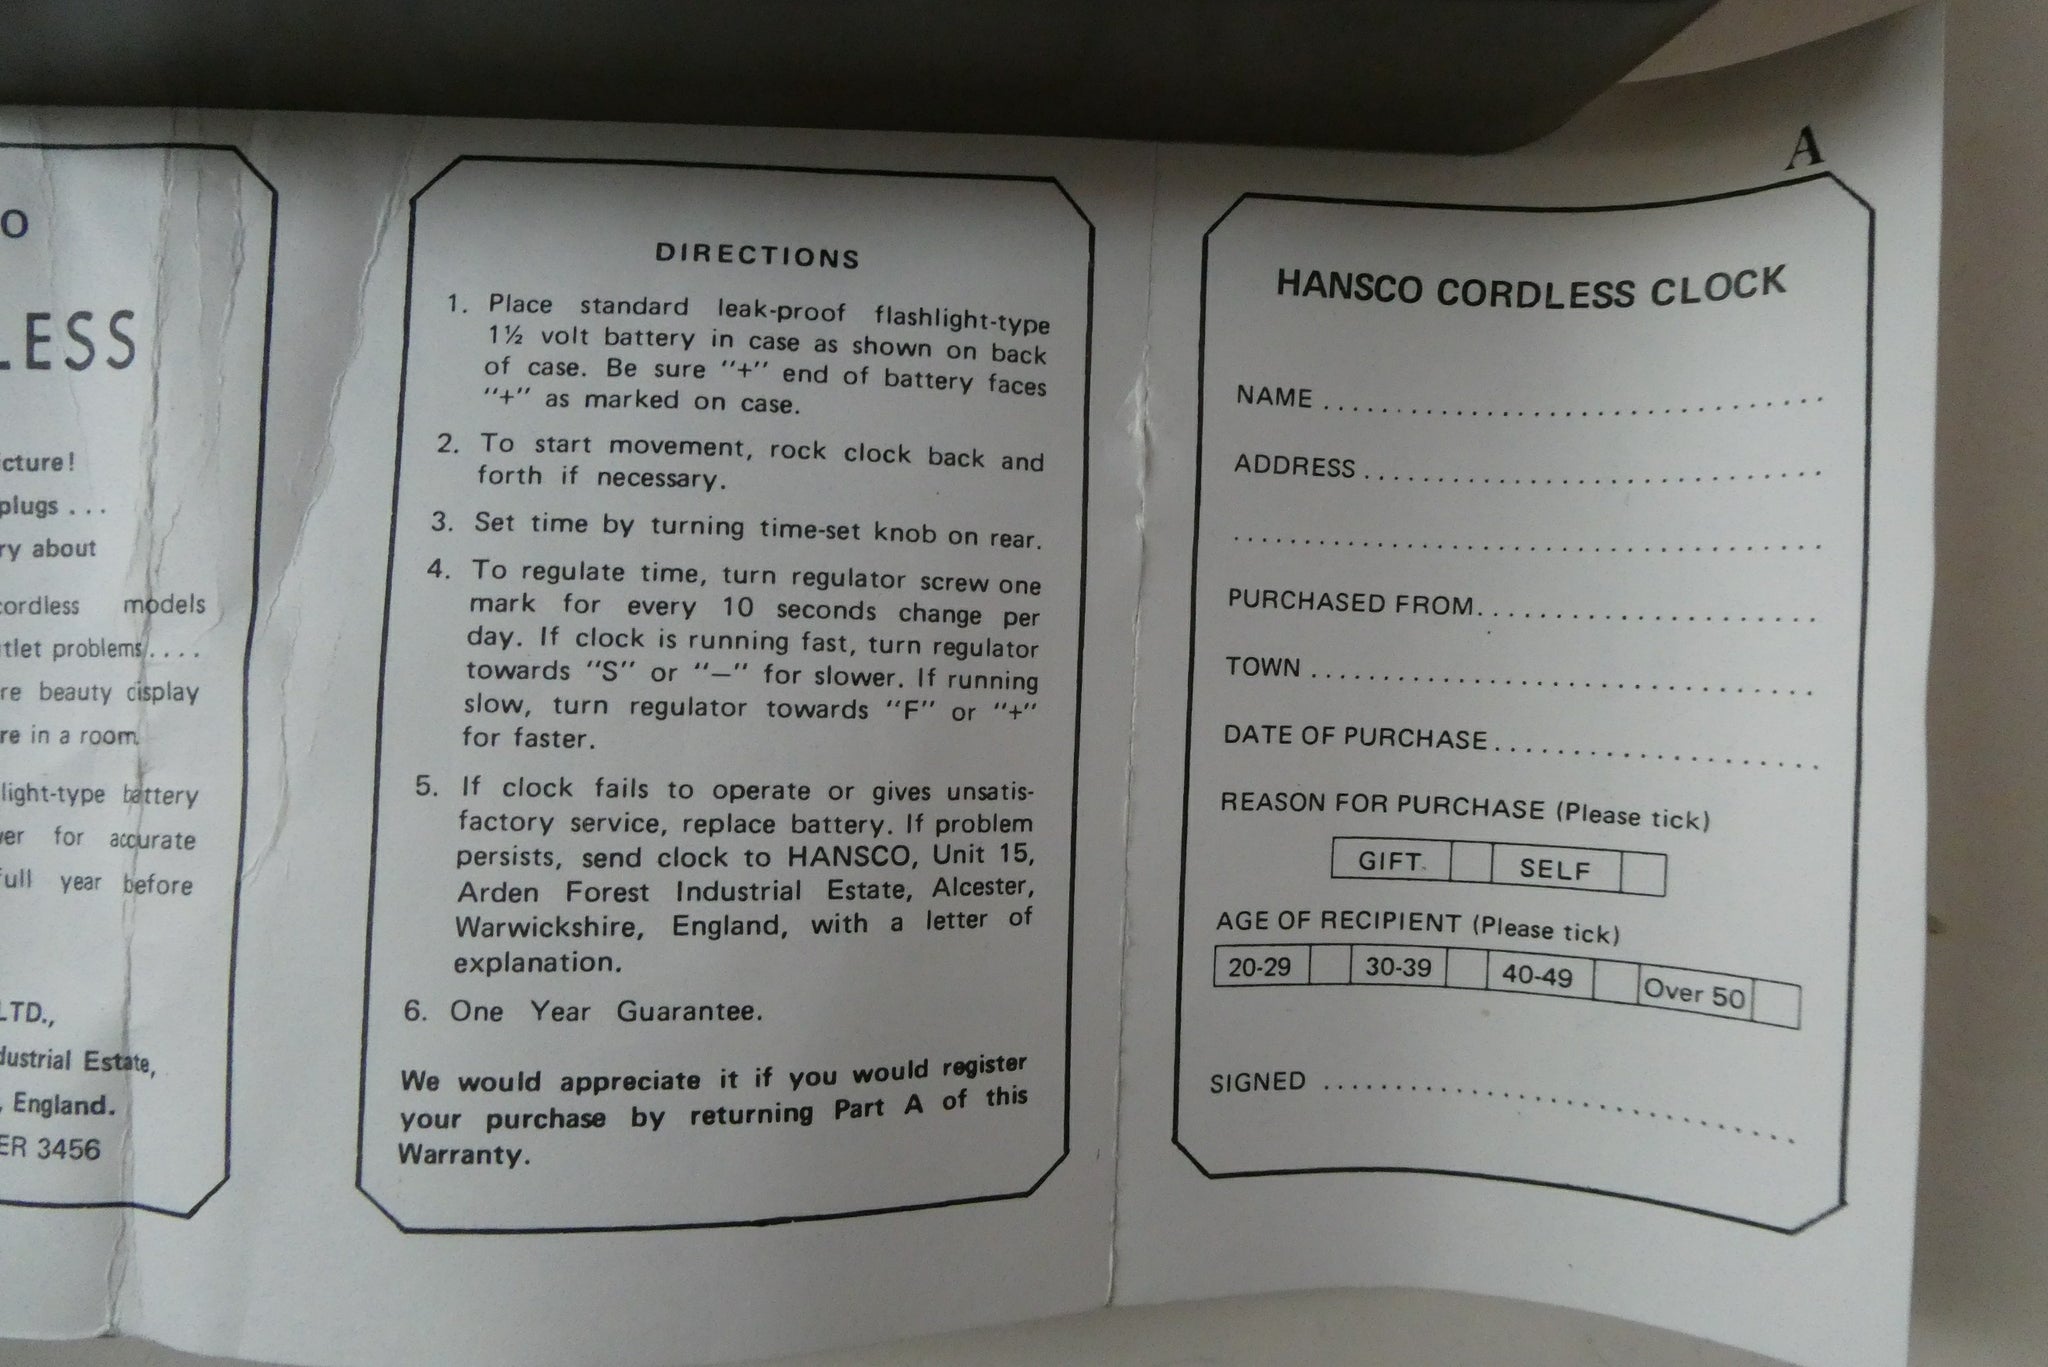 O
LESS
cture!
plugs . . .
ry about
cordless models
tlet problems . . . .
re beauty display
re in a room.
light-type battery
wer for accurate
full year before
LTD.,
dustrial Estate,
, England.
ER 3456
DIRECTIONS
1. Place standard leak-proof flashlight-type
1½ volt battery in case as shown on back
of case. Be sure "+" end of battery faces
"+" as marked on case.
2. To start movement, rock clock back and
forth if necessary.
3. Set time by turning time-set knob on rear.
4. To regulate time, turn regulator screw one
mark for every 10 seconds change per
day. If clock is running fast, turn regulator
towards "S" or "—" for slower. If running
slow, turn regulator towards "F" or "+"
for faster.
5. If clock fails to operate or gives unsatis-
factory service, replace battery. If problem
persists, send clock to HANSCO, Unit 15,
Arden Forest Industrial Estate, Alcester,
Warwickshire, England, with a letter of
explanation.
6. One Year Guarantee.
We would appreciate it if you would register
your purchase by returning Part A of this
Warranty.
A
HANSCO CORDLESS CLOCK
NAME
ADDRESS
PURCHASED FROM
TOWN
DATE OF PURCHASE
REASON FOR PURCHASE (Please tick)
GIFT SELF
AGE OF RECIPIENT (Please tick)
20-29 30-39 40-49 Over 50
SIGNED